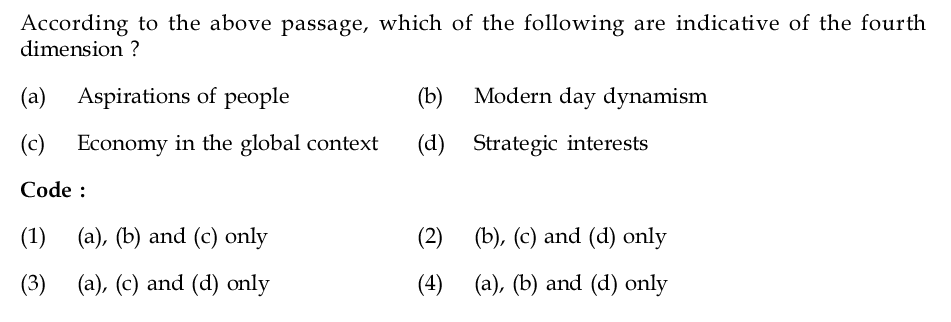 According to the above passage, which of the following are indicative of the fourth
dimension ?
(a) Aspirations of people (b) Modern day dynamism
(c) Economy in the global context (d) Strategic interests
Code :
(1) (a), (b) and (c) only (2) (b), (c) and (d) only
(3) (a), (c) and (d) only (4) (a), (b) and (d) only